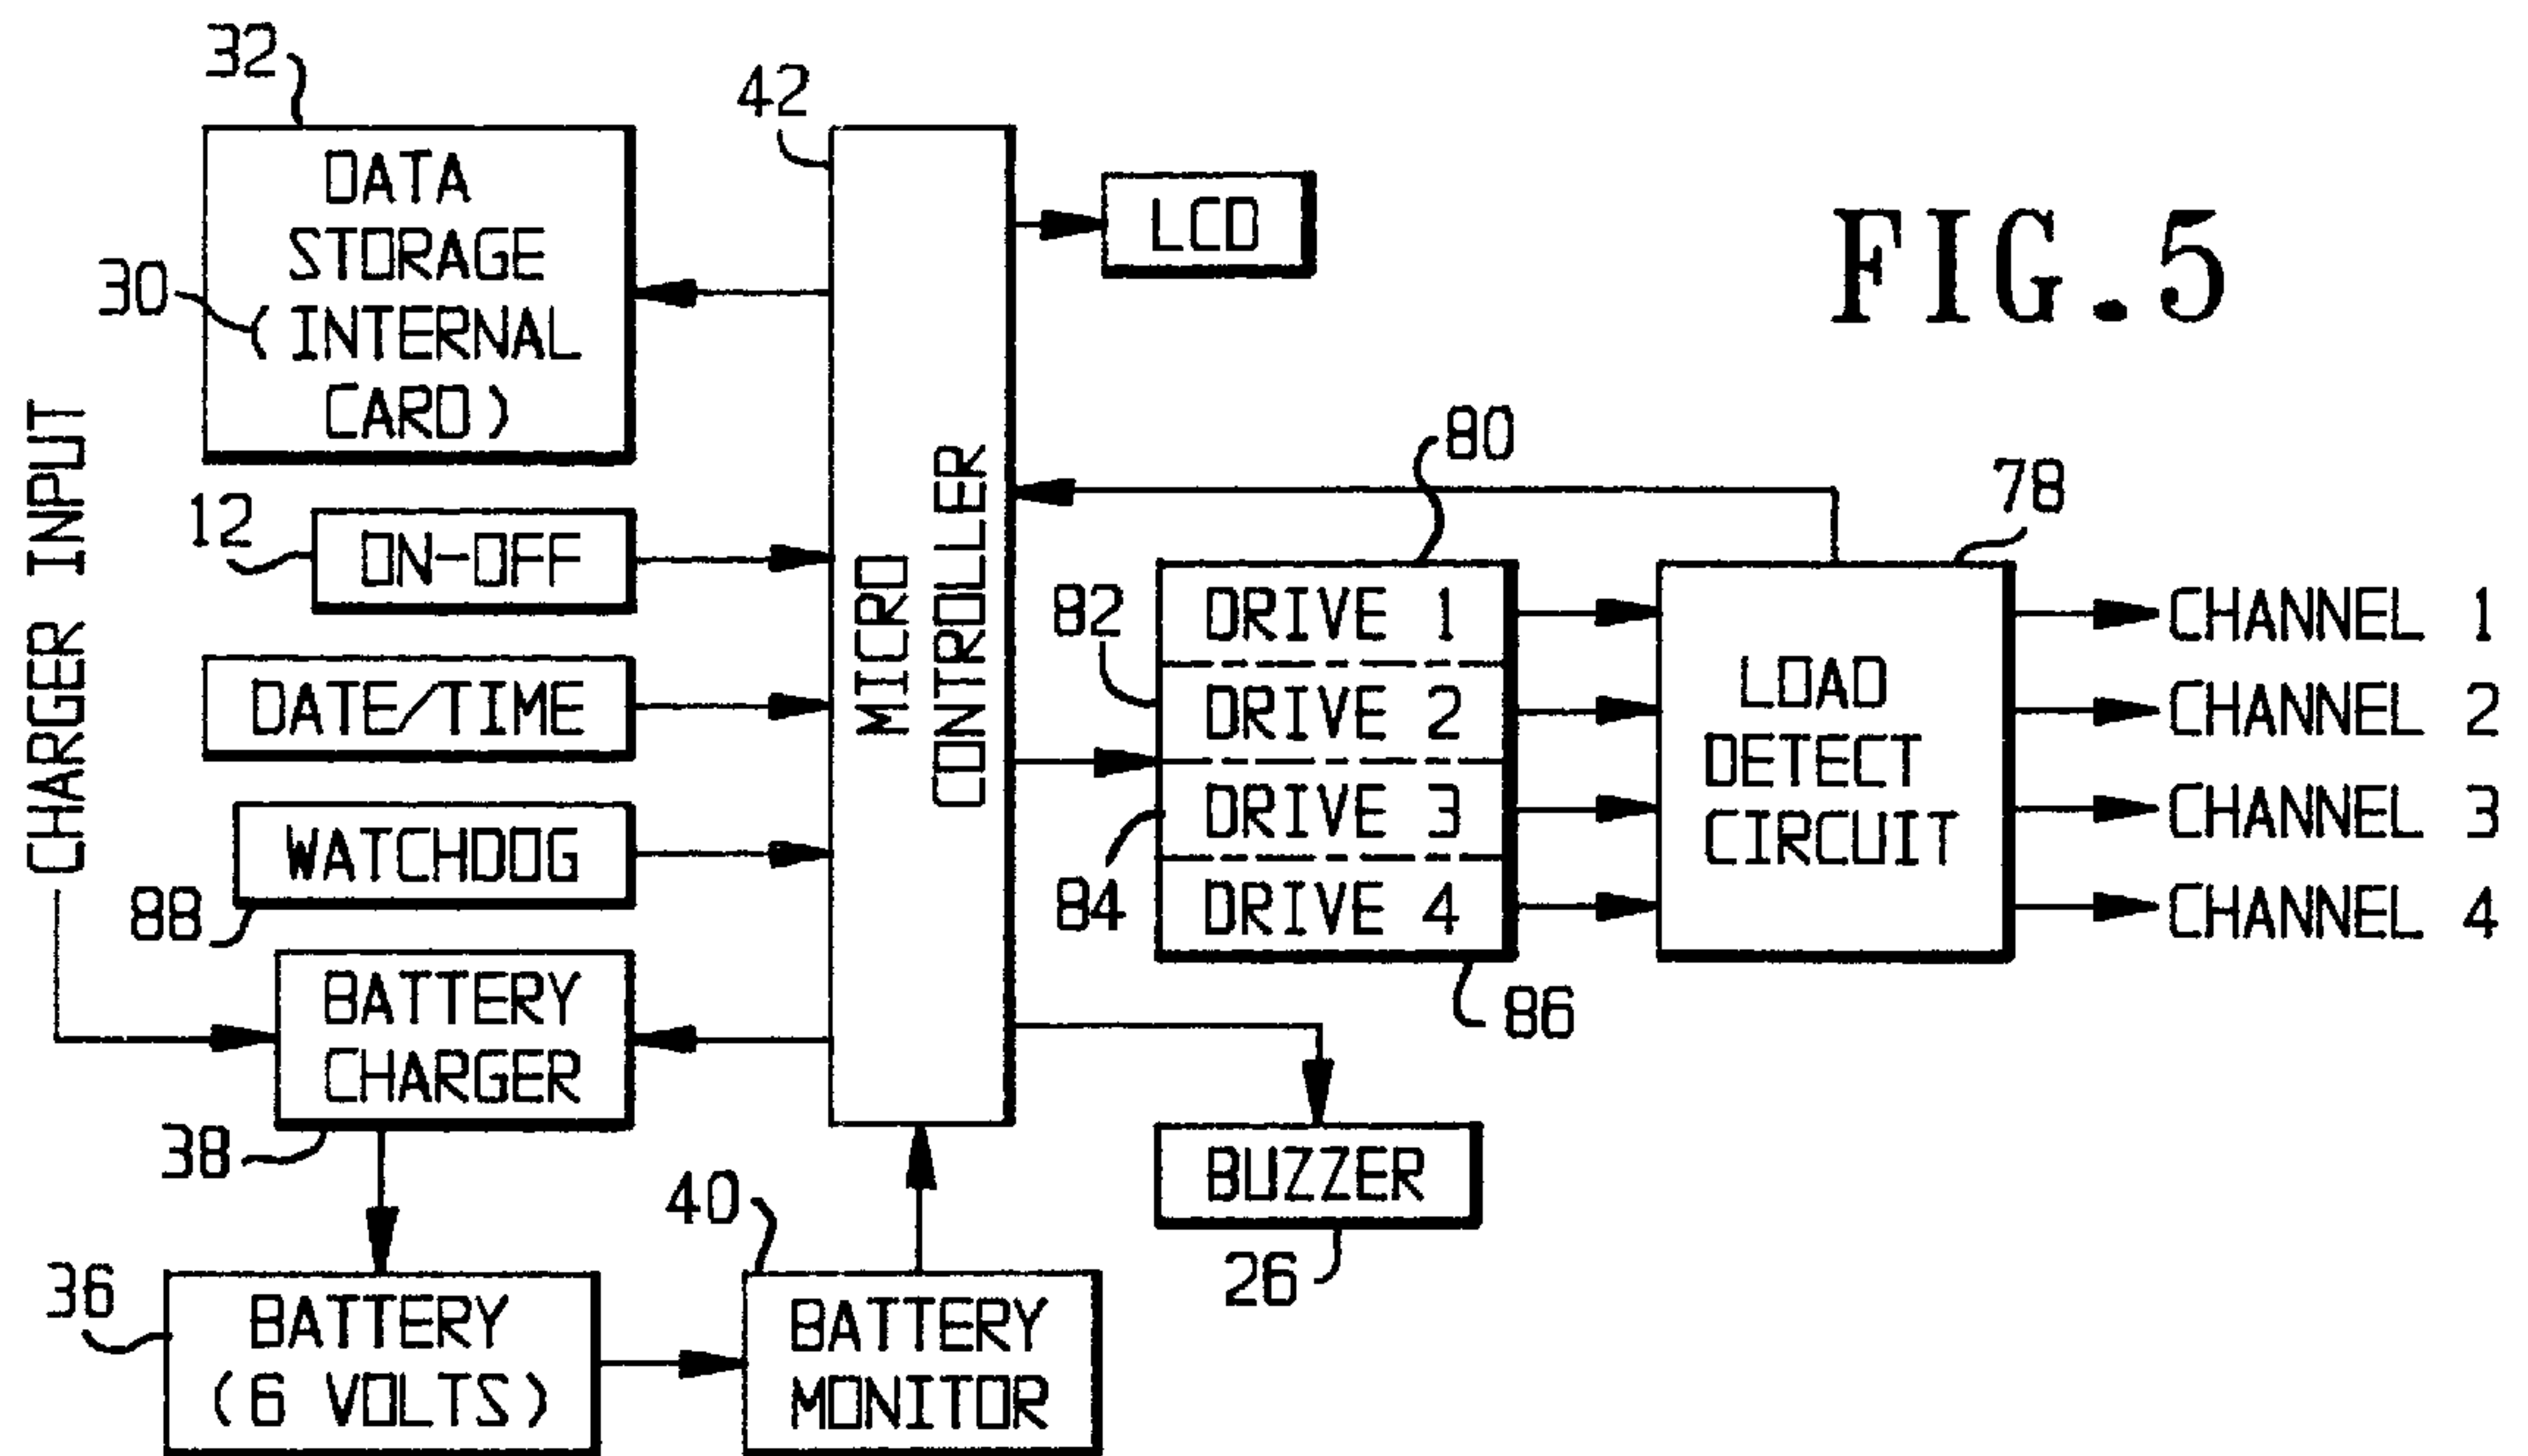 FIG.5
32
DATA
STORAGE
(INTERNAL
CARD)
30
42
MICRO
CONTROLLER
LCD
CHARGER INPUT
12
ON-OFF
DATE/TIME
WATCHDOG
88
BATTERY
CHARGER
38
36
BATTERY
(6 VOLTS)
40
BATTERY
MONITOR
80
82
84
86
DRIVE 1
DRIVE 2
DRIVE 3
DRIVE 4
78
LOAD
DETECT
CIRCUIT
CHANNEL 1
CHANNEL 2
CHANNEL 3
CHANNEL 4
BUZZER
26